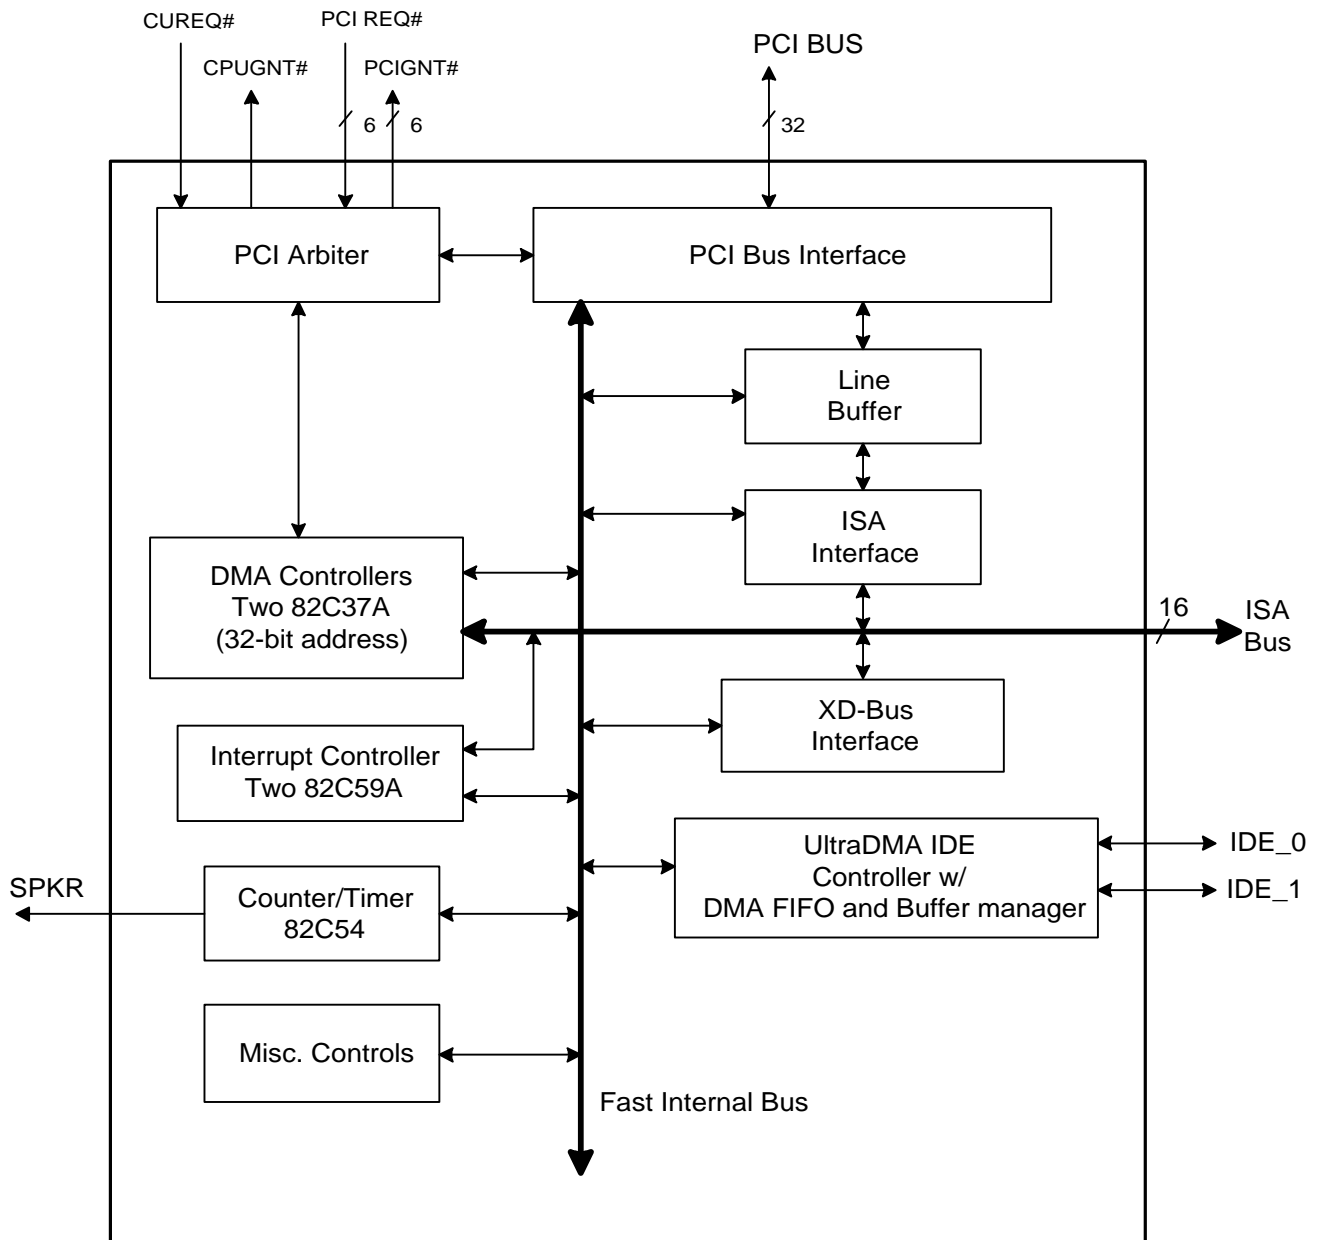 CUREQ#
PCI REQ#
CPUGNT#
PCIGNT#
PCI BUS
6
6
32
PCI Arbiter
PCI Bus Interface
Line
Buffer
ISA
Interface
DMA Controllers
Two 82C37A
(32-bit address)
16
ISA
Bus
XD-Bus
Interface
Interrupt Controller
Two 82C59A
UltraDMA IDE
Controller w/
DMA FIFO and Buffer manager
IDE_0
IDE_1
SPKR
Counter/Timer
82C54
Misc. Controls
Fast Internal Bus